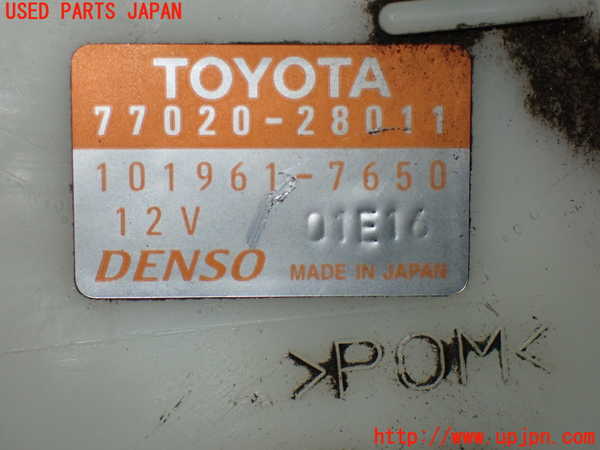 USED PARTS JAPAN
TOYOTA
77020-28011
101961-7650
12V 01E16
DENSO MADE IN JAPAN
>POM<
UPJ (C)
http://www.upjpn.com/